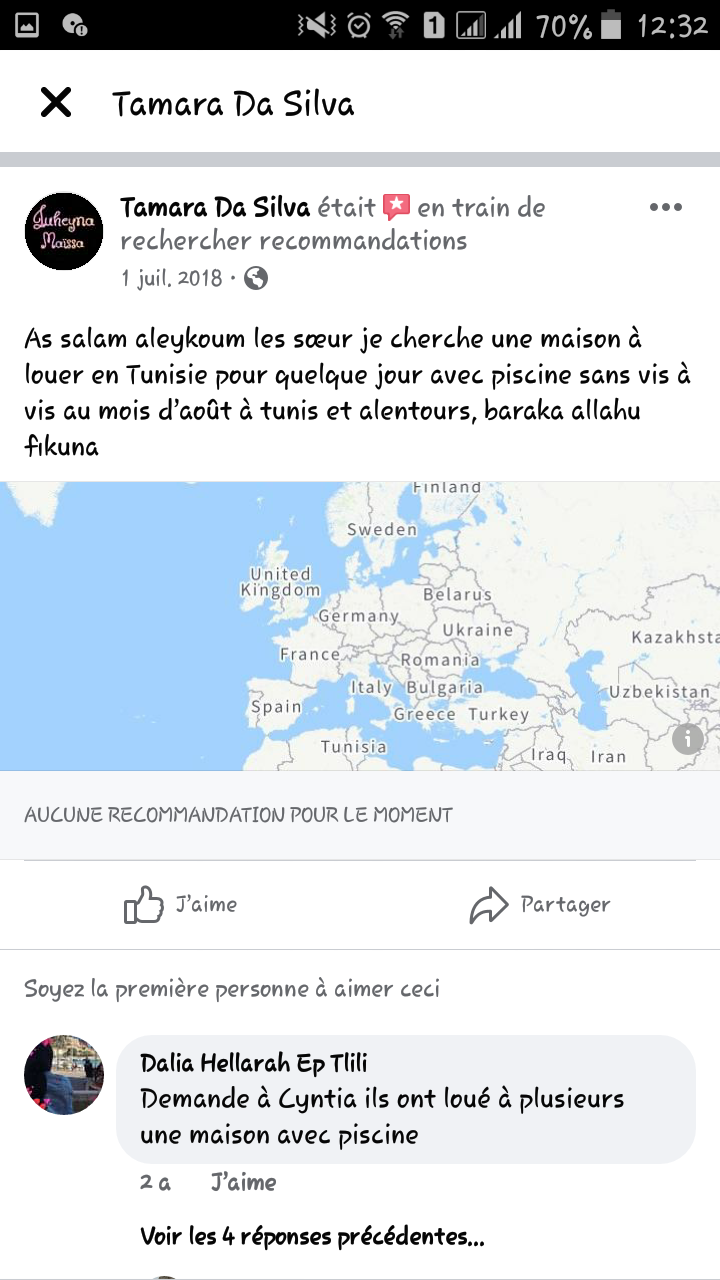 70% 12:32
1
Tamara Da Silva
Juheyna
Maïssa
Tamara Da Silva était en train de
rechercher recommandations
1 juil. 2018 ·
As salam aleykoum les sœur je cherche une maison à
louer en Tunisie pour quelque jour avec piscine sans vis à
vis au mois d'août à tunis et alentours, baraka allahu
fikuna
Finland
Sweden
United
Kingdom
Belarus
Germany
Ukraine
Kazakhsta
France
Romania
Italy
Bulgaria
Uzbekistan
Spain
Greece
Turkey
Tunisia
Iraq
Iran
AUCUNE RECOMMANDATION POUR LE MOMENT
J'aime
Partager
Soyez la première personne à aimer ceci
Dalia Hellarah Ep Tlili
Demande à Cyntia ils ont loué à plusieurs
une maison avec piscine
2 a J'aime
Voir les 4 réponses précédentes...